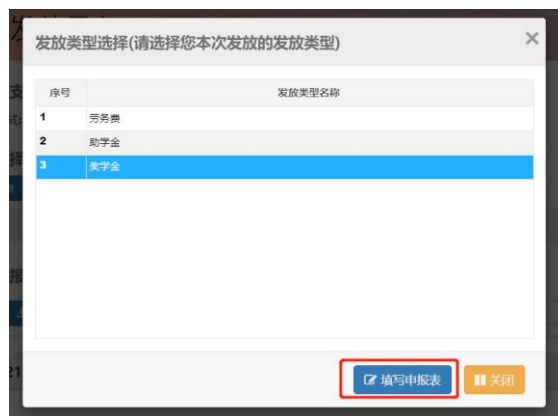 发放类型选择(请选择您本次发放的发放类型)
×
序号 发放类型名称
1 劳务费
2 助学金
3 奖学金
填写申报表 关闭